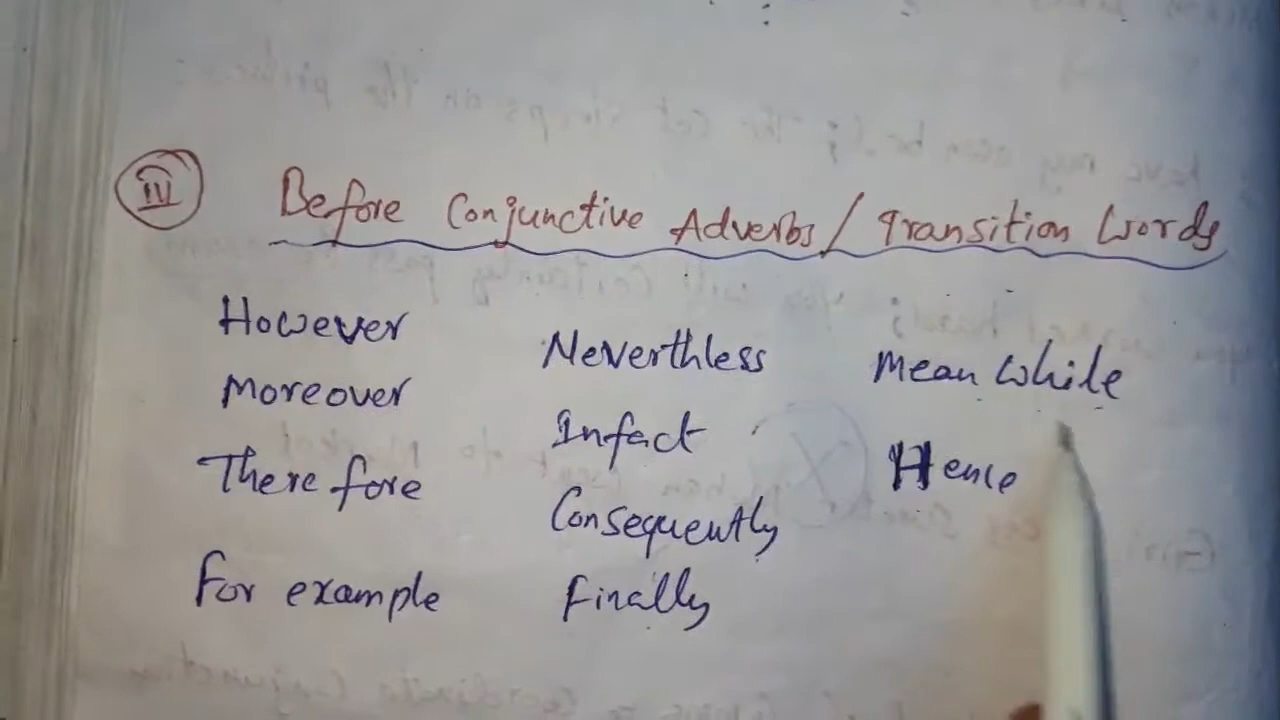 IV Before Conjunctive Adverbs / Transition Words
However
Moreover
There fore
For example
Neverthless
Infact
Consequently
Finally
Mean while
Hence